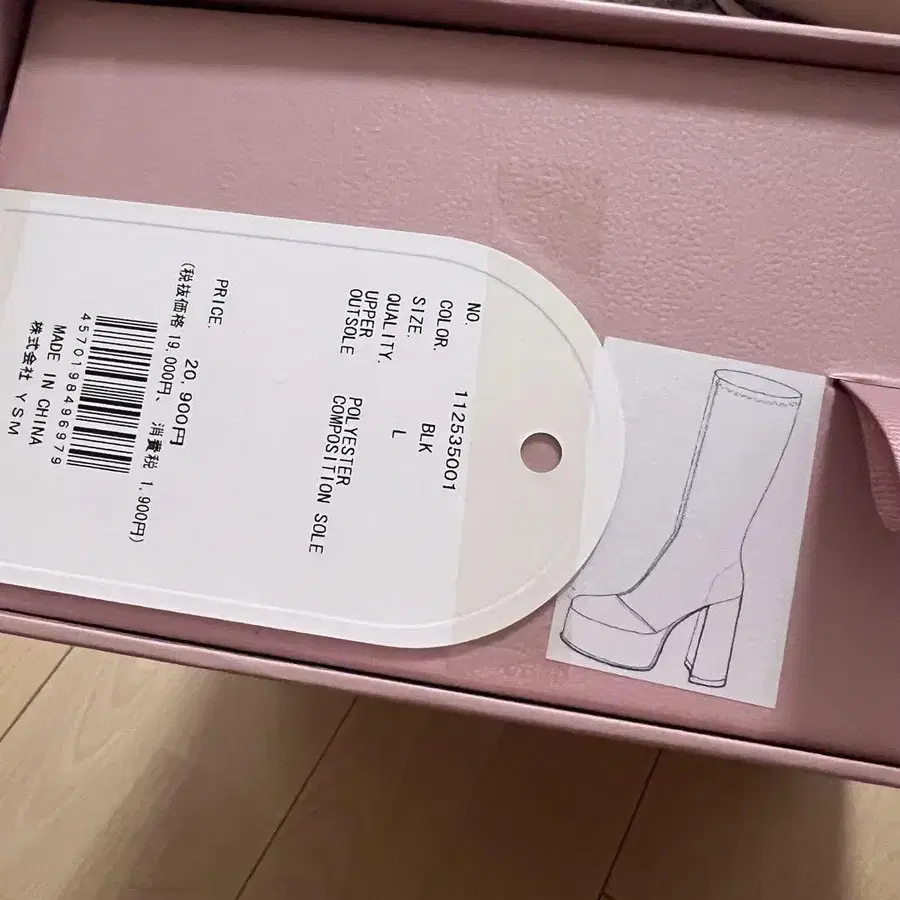 NO. 112535001
COLOR. BLK
SIZE. L
QUALITY.
UPPER POLYESTER
OUTSOLE COMPOSITION SOLE
PRICE. 20,900円
(税抜価格 19,000円、 消費税 1,900円)
4570198496979
MADE IN CHINA
株式会社 YSM